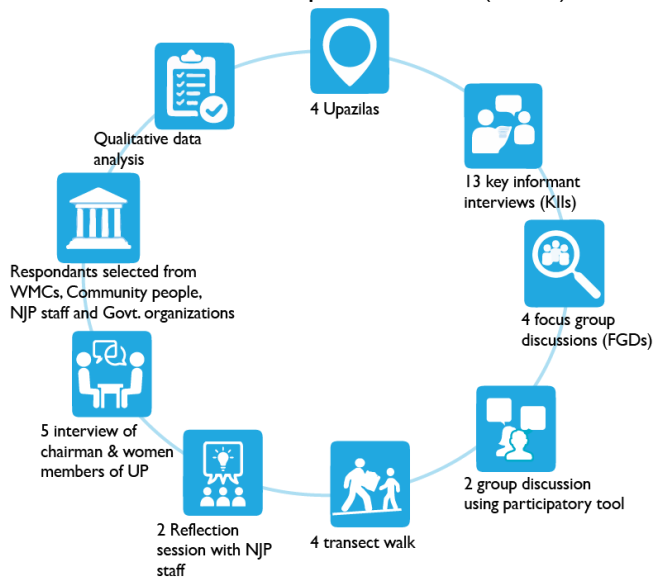 4 Upazilas
13 key informant
interviews (KIIs)
4 focus group
discussions (FGDs)
2 group discussion
using participatory tool
4 transect walk
2 Reflection
session with NJP
staff
5 interview of
chairman & women
members of UP
Respondants selected from
WMCs, Community people,
NJP staff and Govt. organizations
Qualitative data
analysis